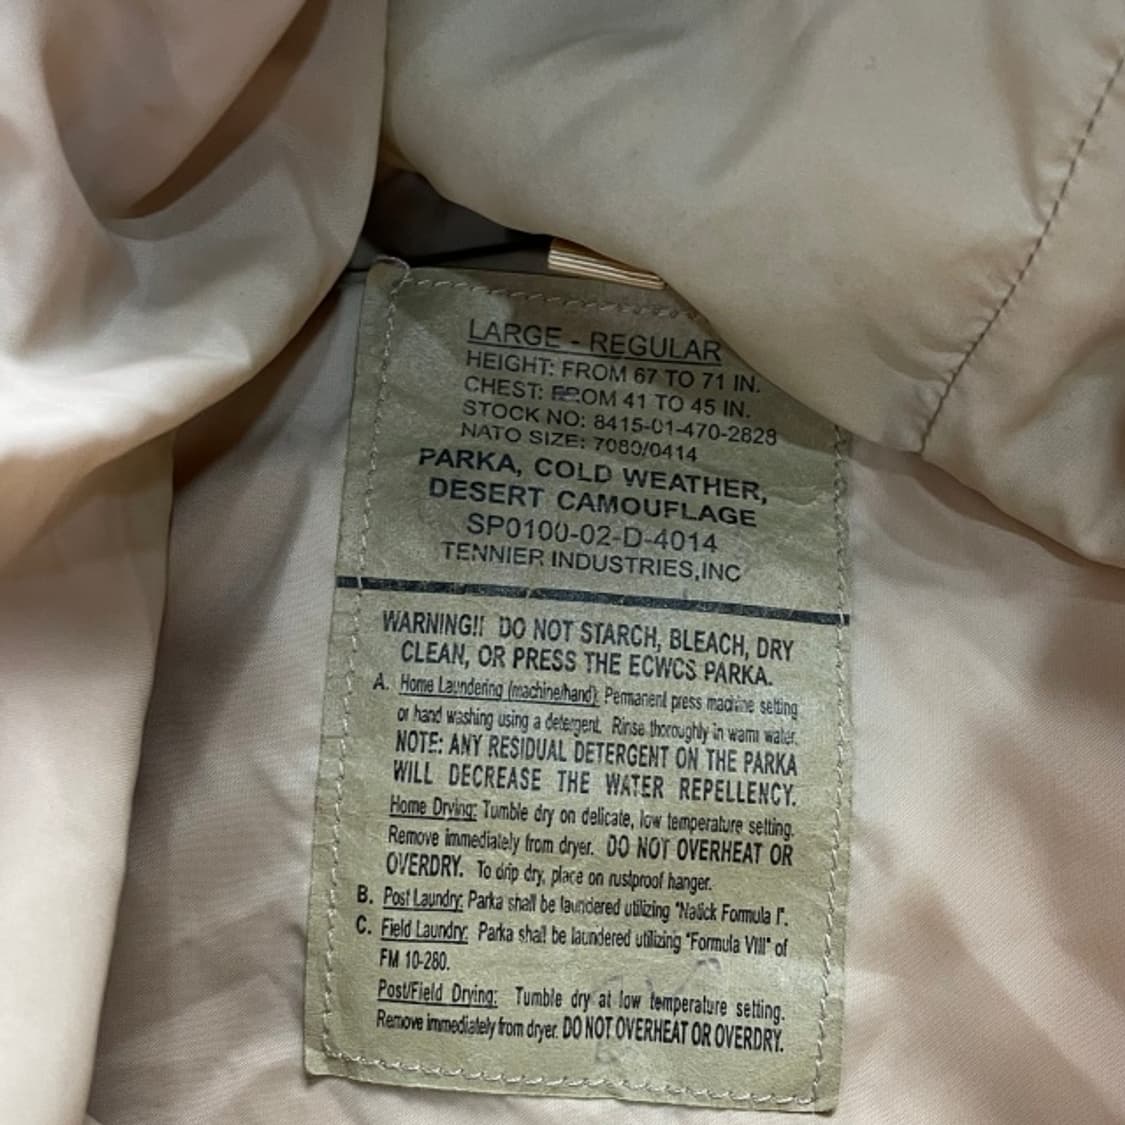 LARGE - REGULAR
HEIGHT: FROM 67 TO 71 IN.
CHEST: FROM 41 TO 45 IN.
STOCK NO: 8415-01-470-2828
NATO SIZE: 7080/0414
PARKA, COLD WEATHER,
DESERT CAMOUFLAGE
SP0100-02-D-4014
TENNIER INDUSTRIES,INC
WARNING!! DO NOT STARCH, BLEACH, DRY
CLEAN, OR PRESS THE ECWCS PARKA.
A. Home Laundering (machine/hand): Permanent press machine setting
or hand washing using a detergent. Rinse thoroughly in warm water.
NOTE: ANY RESIDUAL DETERGENT ON THE PARKA
WILL DECREASE THE WATER REPELLENCY.
Home Drying: Tumble dry on delicate, low temperature setting.
Remove immediately from dryer. DO NOT OVERHEAT OR
OVERDRY. To drip dry, place on rustproof hanger.
B. Post Laundry: Parka shall be laundered utilizing "Natick Formula I".
C. Field Laundry: Parka shall be laundered utilizing "Formula VIII" of
FM 10-280.
Post/Field Drying: Tumble dry at low temperature setting.
Remove immediately from dryer. DO NOT OVERHEAT OR OVERDRY.